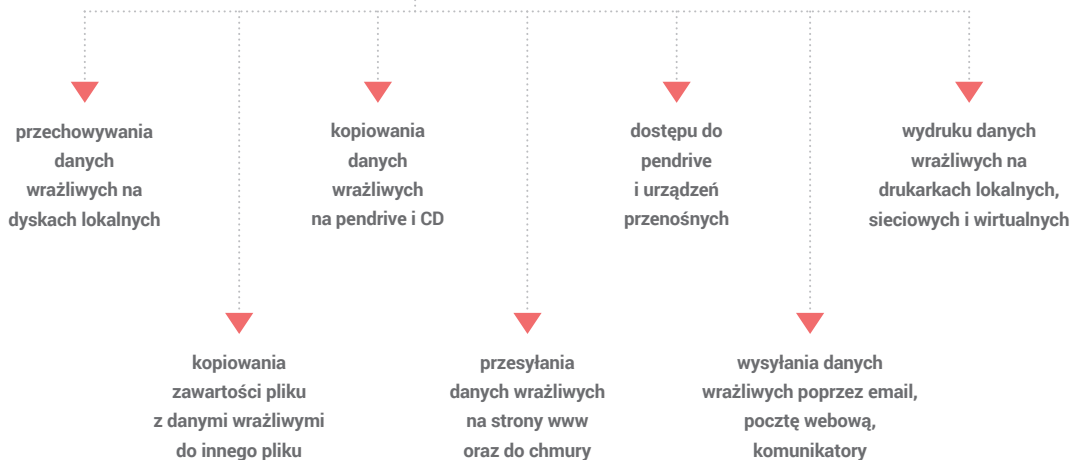 przechowywania
danych
wrażliwych na
dyskach lokalnych
kopiowania
danych
wrażliwych
na pendrive i CD
dostępu do
pendrive
i urządzeń
przenośnych
wydruku danych
wrażliwych na
drukarkach lokalnych,
sieciowych i wirtualnych
kopiowania
zawartości pliku
z danymi wrażliwymi
do innego pliku
przesyłania
danych wrażliwych
na strony www
oraz do chmury
wysyłania danych
wrażliwych poprzez email,
pocztę webową,
komunikatory